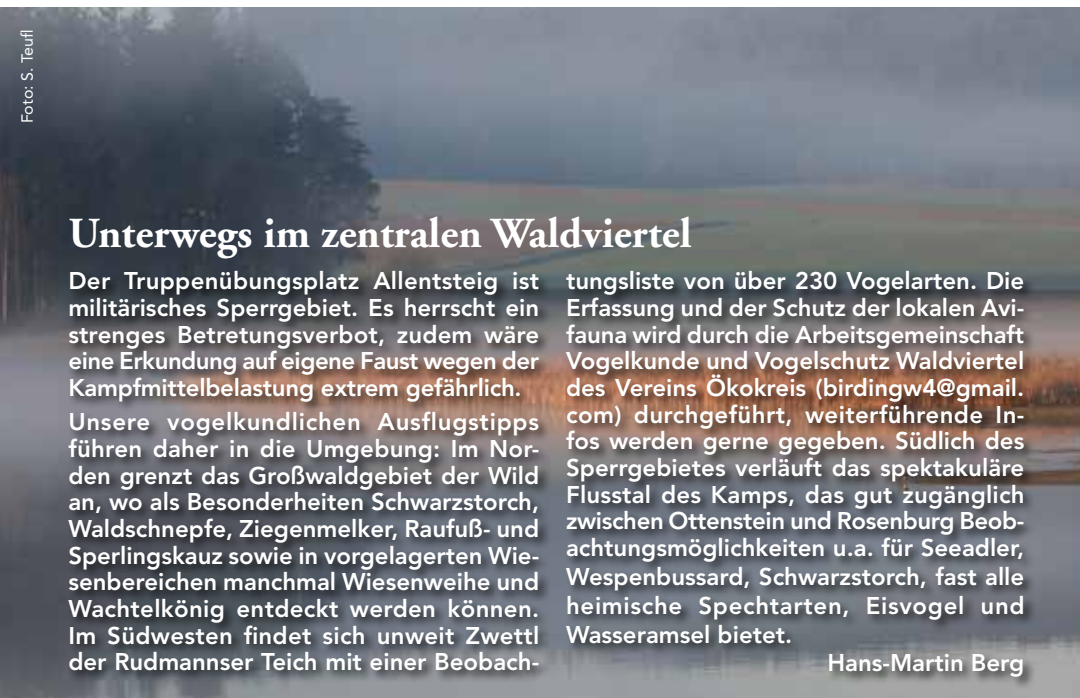 Foto: S. Teufl
Unterwegs im zentralen Waldviertel
Der Truppenübungsplatz Allentsteig ist
militärisches Sperrgebiet. Es herrscht ein
strenges Betretungsverbot, zudem wäre
eine Erkundung auf eigene Faust wegen der
Kampfmittelbelastung extrem gefährlich.
Unsere vogelkundlichen Ausflugstipps
führen daher in die Umgebung: Im Nor-
den grenzt das Großwaldgebiet der Wild
an, wo als Besonderheiten Schwarzstorch,
Waldschnepfe, Ziegenmelker, Raufuß- und
Sperlingskauz sowie in vorgelagerten Wie-
senbereichen manchmal Wiesenweihe und
Wachtelkönig entdeckt werden können.
Im Südwesten findet sich unweit Zwettl
der Rudmannser Teich mit einer Beobach-
tungsliste von über 230 Vogelarten. Die
Erfassung und der Schutz der lokalen Avi-
fauna wird durch die Arbeitsgemeinschaft
Vogelkunde und Vogelschutz Waldviertel
des Vereins Ökokreis (birdingw4@gmail.
com) durchgeführt, weiterführende In-
fos werden gerne gegeben. Südlich des
Sperrgebietes verläuft das spektakuläre
Flusstal des Kamps, das gut zugänglich
zwischen Ottenstein und Rosenburg Beob-
achtungsmöglichkeiten u.a. für Seeadler,
Wespenbussard, Schwarzstorch, fast alle
heimische Spechtarten, Eisvogel und
Wasseramsel bietet.
Hans-Martin Berg